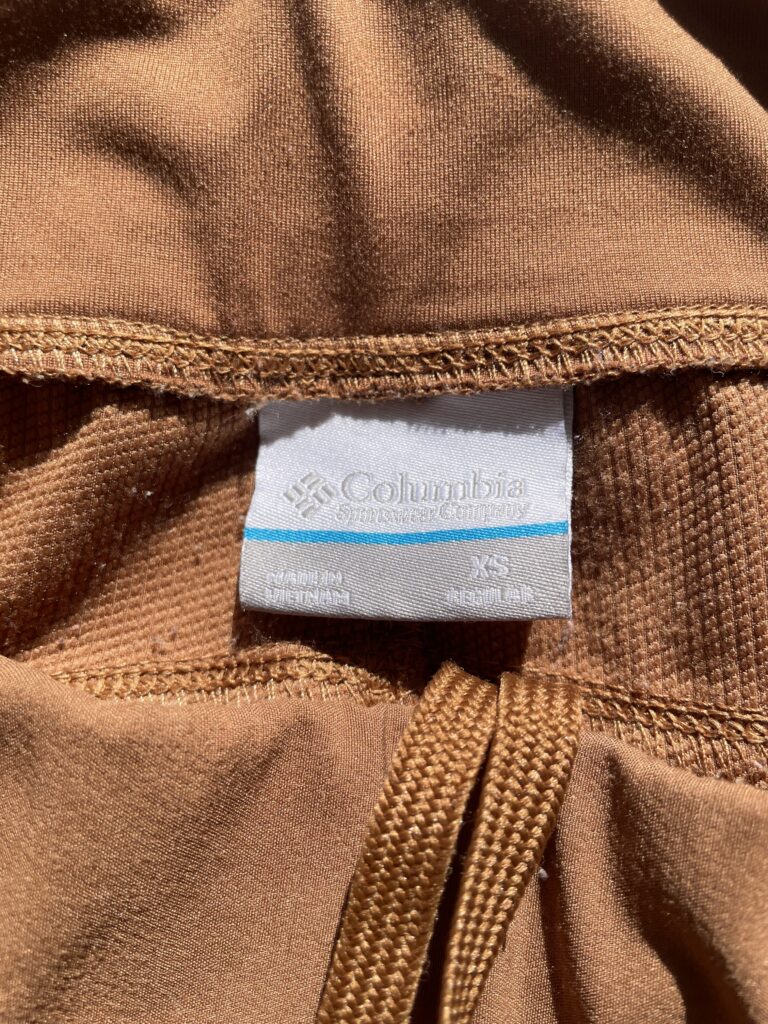 Columbia
Sportswear Company
XS
MADE IN
REGULAR
VIETNAM